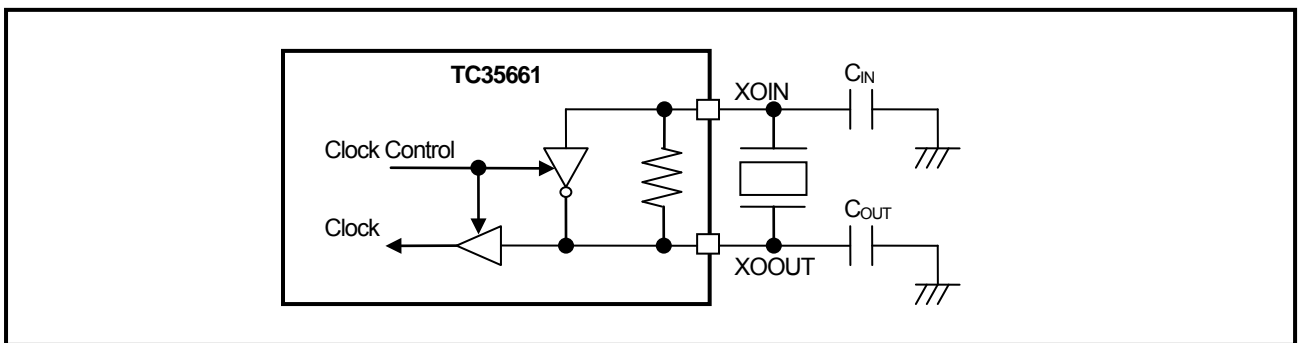 TC35661
XOIN
CIN
Clock Control
Clock
COUT
XOOUT